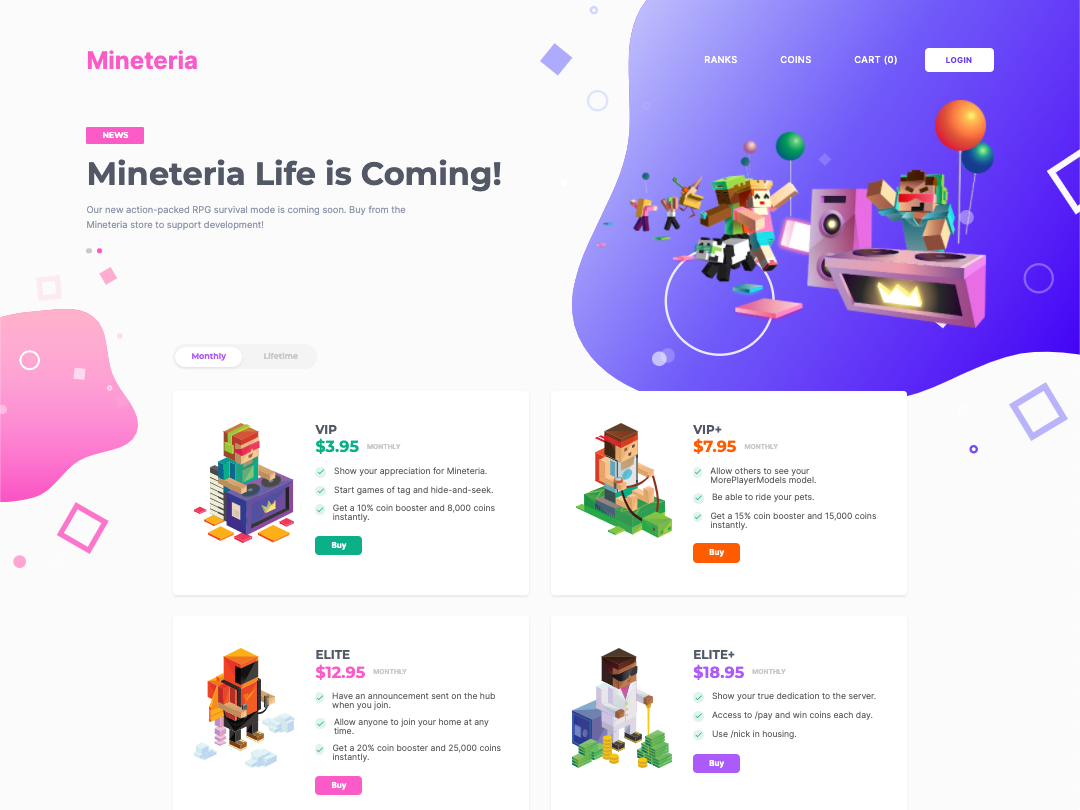 Mineteria
RANKS
COINS
CART (0)
LOGIN
NEWS
Mineteria Life is Coming!
Our new action-packed RPG survival mode is coming soon. Buy from the
Mineteria store to support development!
Monthly
Lifetime
VIP
$3.95 MONTHLY
Show your appreciation for Mineteria.
Start games of tag and hide-and-seek.
Get a 10% coin booster and 8,000 coins
instantly.
Buy
VIP+
$7.95 MONTHLY
Allow others to see your
MorePlayerModels model.
Be able to ride your pets.
Get a 15% coin booster and 15,000 coins
instantly.
Buy
ELITE
$12.95 MONTHLY
Have an announcement sent on the hub
when you join.
Allow anyone to join your home at any
time.
Get a 20% coin booster and 25,000 coins
instantly.
Buy
ELITE+
$18.95 MONTHLY
Show your true dedication to the server.
Access to /pay and win coins each day.
Use /nick in housing.
Buy